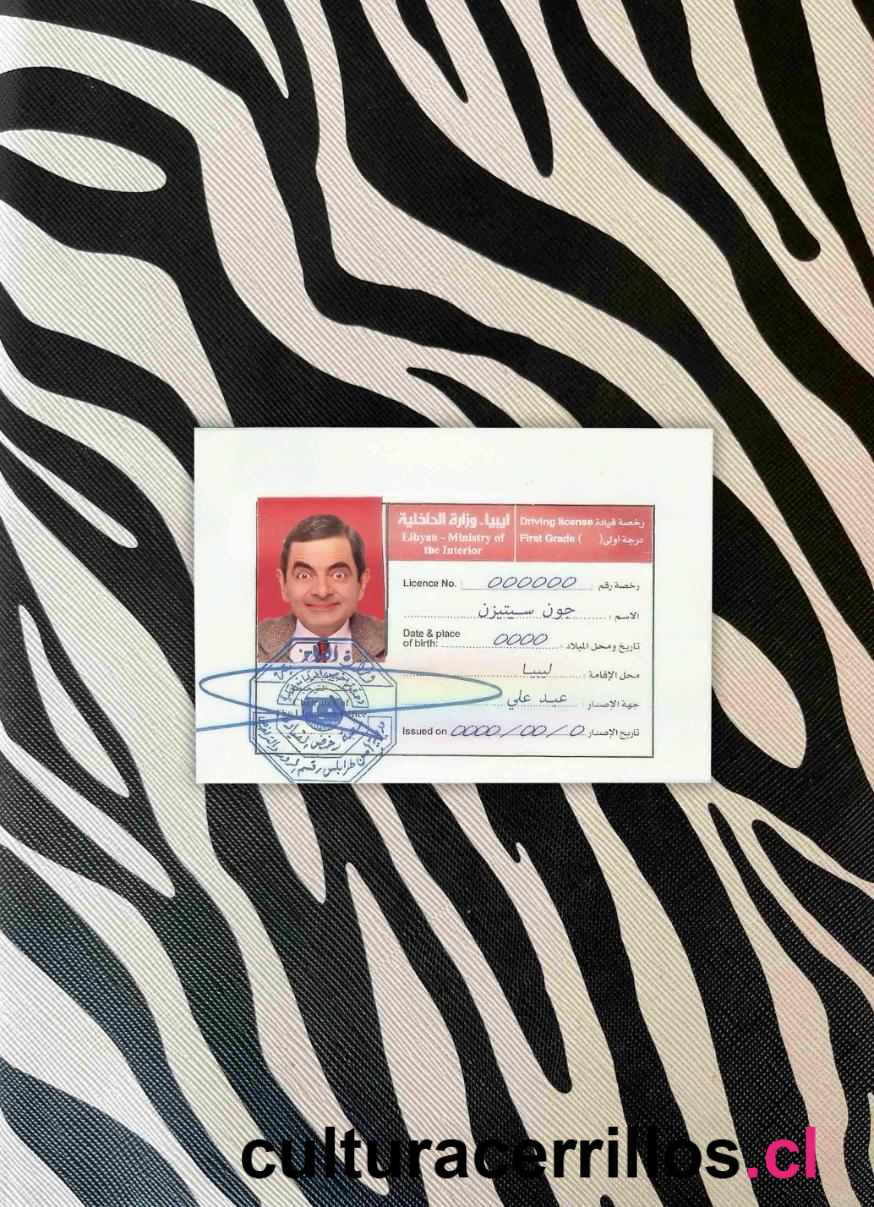 ليبيا - وزارة الداخلية
Libyan - Ministry of
the Interior
Driving license رخصة قيادة
First Grade ( ) درجة اولى
Licence No. 000000 رخصة رقم
الاسم : جون سيتيزن
Date & place
of birth: 0000 تاريخ ومحل الميلاد :
محل الإقامة : ليبيا
جهة الاصدار : عبد علي
Issued on 0000/00/0 تاريخ الإصدار
culturacerrillos.cl